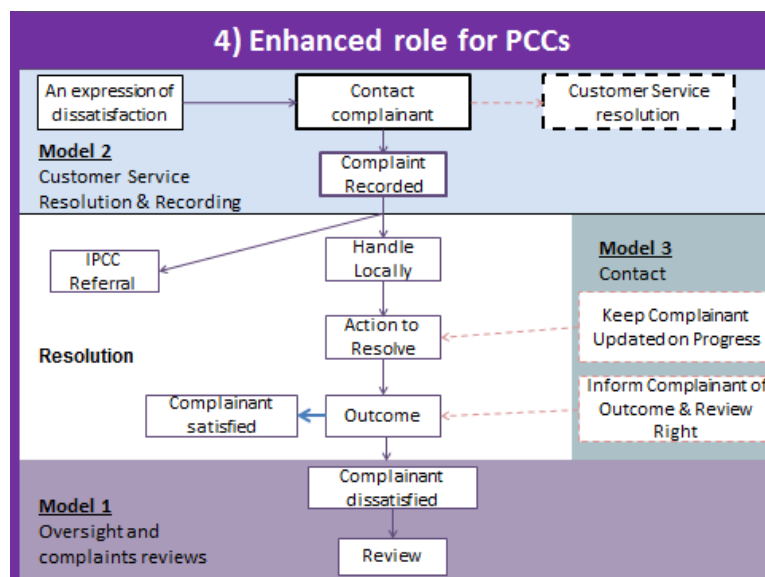 4) Enhanced role for PCCs
An expression of
dissatisfaction
Contact
complainant
Customer Service
resolution
Model 2
Customer Service
Resolution & Recording
Complaint
Recorded
IPCC
Referral
Handle
Locally
Model 3
Contact
Keep Complainant
Updated on Progress
Action to
Resolve
Resolution
Inform Complainant of
Outcome & Review
Right
Complainant
satisfied
Outcome
Complainant
dissatisfied
Model 1
Oversight and
complaints reviews
Review